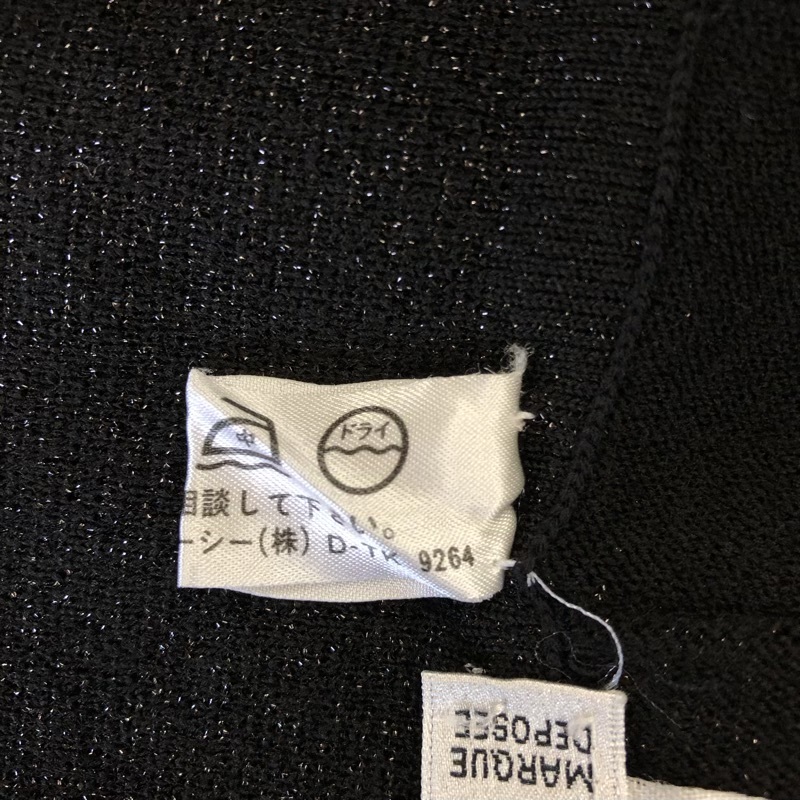 中
ドライ
相談して下さい。
ーシー(株) D-TK 9264
MARQUE
DEPOSEE